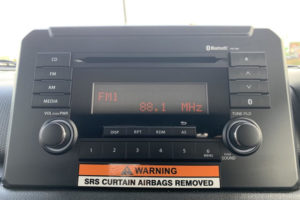 Bluetooth
CD
FM
AM
MEDIA
FM1
88.1 MHz
VOL PUSH PWR
TUNE FLD
SOUND
DISP
RPT
RDM
AS
1 2 3 4 5 6
WARNING
SRS CURTAIN AIRBAGS REMOVED